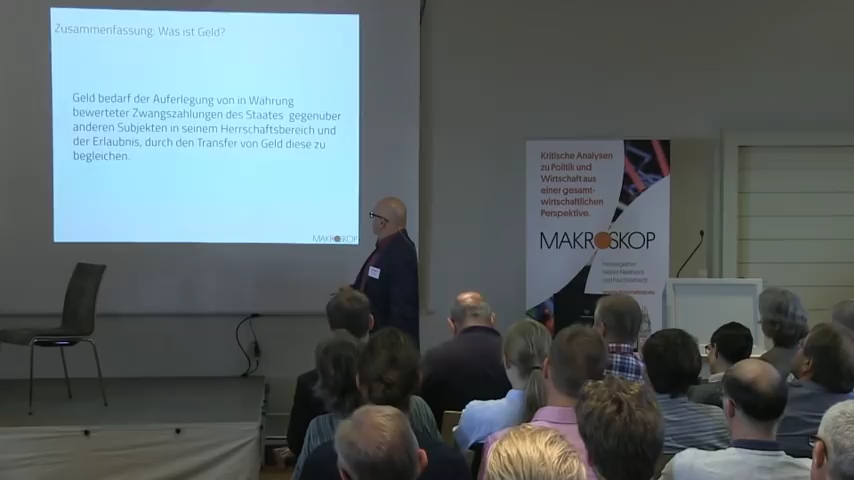 Zusammenfassung: Was ist Geld?
Geld bedarf der Auferlegung von in Währung
bewerteter Zwangszahlungen des Staates gegenüber
anderen Subjekten in seinem Herrschaftsbereich und
der Erlaubnis, durch den Transfer von Geld diese zu
begleichen.
MAKROSKOP
Kritische Analysen
zu Politik und
Wirtschaft aus
einer gesamt-
wirtschaftlichen
Perspektive.
MAKROSKOP